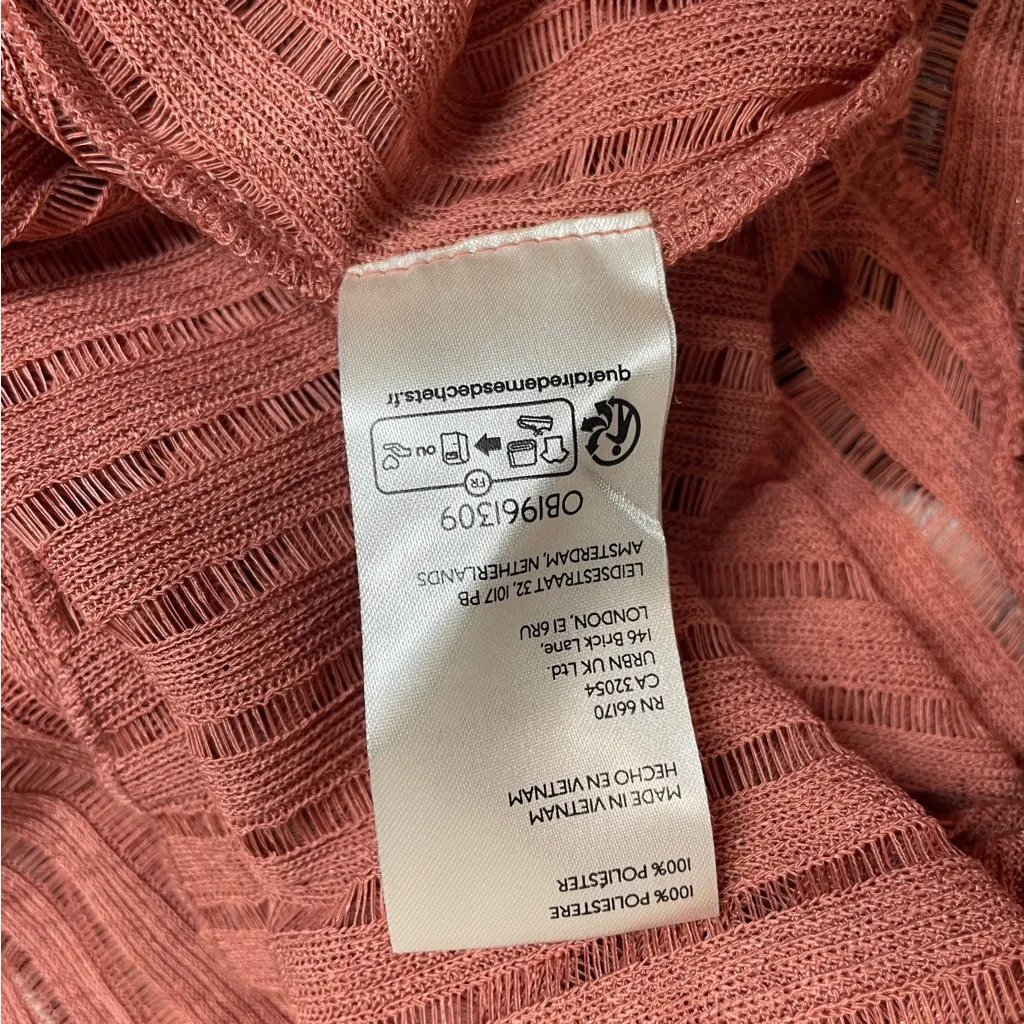 100% POLIESTERE
100% POLIÉSTER
MADE IN VIETNAM
HECHO EN VIETNAM
RN 66170
CA 32054
URBN UK Ltd.
146 Brick Lane,
LONDON, E1 6RU
LEIDSESTRAAT 32, 1017 PB
AMSTERDAM, NETHERLANDS
OB1961309
FR
OU
quefairedemesdechets.fr